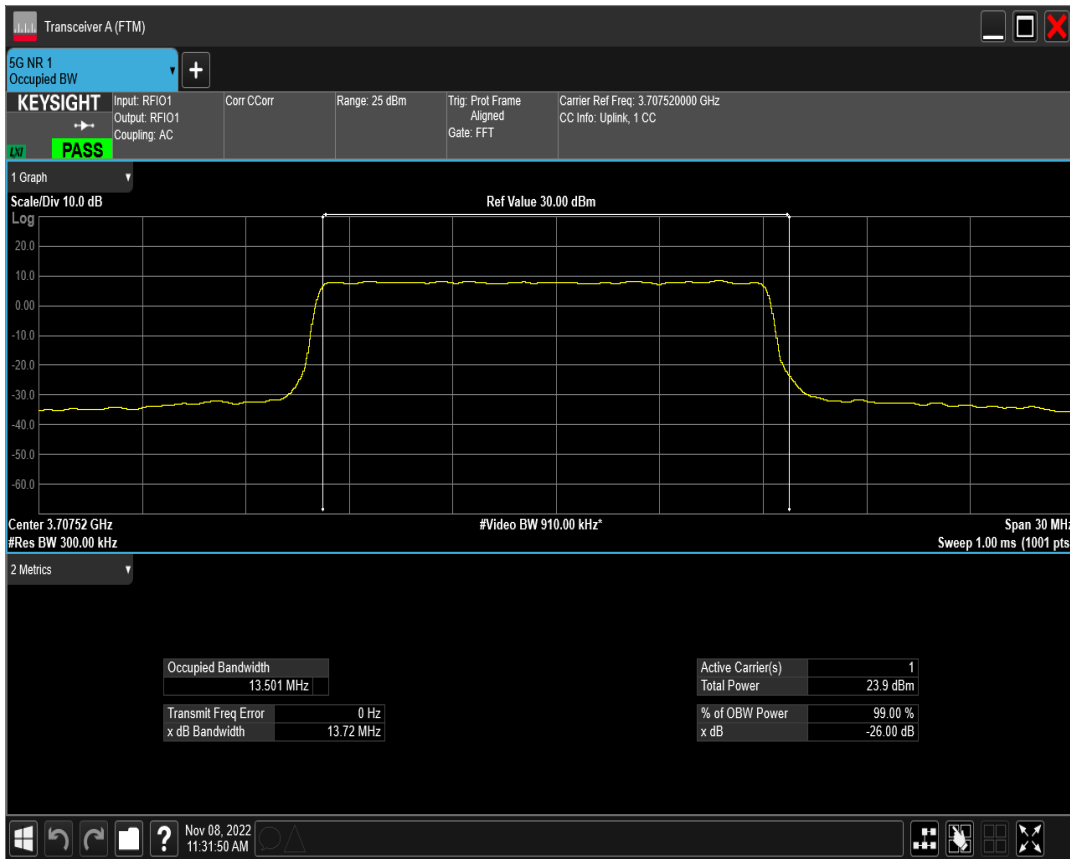 Transceiver A (FTM)
5G NR 1
Occupied BW
+
KEYSIGHT
LXI
PASS
Input: RFIO1
Output: RFIO1
Coupling: AC
Corr CCorr
Range: 25 dBm
Trig: Prot Frame
Aligned
Gate: FFT
Carrier Ref Freq: 3.707520000 GHz
CC Info: Uplink, 1 CC
1 Graph
Scale/Div 10.0 dB
Ref Value 30.00 dBm
Log
20.0
10.0
0.00
-10.0
-20.0
-30.0
-40.0
-50.0
-60.0
Center 3.70752 GHz
#Video BW 910.00 kHz*
Span 30 MHz
#Res BW 300.00 kHz
Sweep 1.00 ms (1001 pts
2 Metrics
Occupied Bandwidth
13.501 MHz
Transmit Freq Error 0 Hz
x dB Bandwidth 13.72 MHz
Active Carrier(s) 1
Total Power 23.9 dBm
% of OBW Power 99.00 %
x dB -26.00 dB
?
Nov 08, 2022
11:31:50 AM